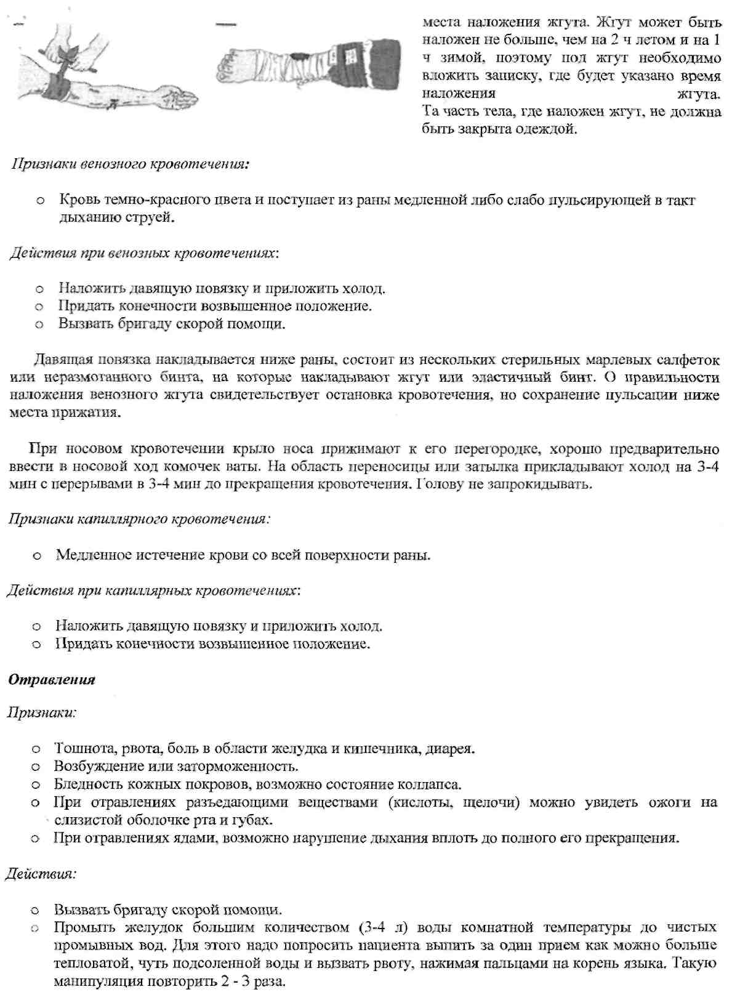 места наложения жгута. Жгут может быть
наложен не больше, чем на 2 ч летом и на 1
ч зимой, поэтому под жгут необходимо
вложить записку, где будет указано время
наложения жгута.
Та часть тела, где наложен жгут, не должна
быть закрыта одеждой.
Признаки венозного кровотечения:
o Кровь темно-красного цвета и поступает из раны медленной либо слабо пульсирующей в такт
дыханию струей.
Действия при венозных кровотечениях:
o Наложить давящую повязку и приложить холод.
o Придать конечности возвышенное положение.
o Вызвать бригаду скорой помощи.
Давящая повязка накладывается ниже раны, состоит из нескольких стерильных марлевых салфеток
или неразмотанного бинта, на которые накладывают жгут или эластичный бинт. О правильности
наложения венозного жгута свидетельствует остановка кровотечения, но сохранение пульсации ниже
места прижатия.
При носовом кровотечении крыло носа прижимают к его перегородке, хорошо предварительно
ввести в носовой ход комочек ваты. На область переносицы или затылка прикладывают холод на 3-4
мин с перерывами в 3-4 мин до прекращения кровотечения. Голову не запрокидывать.
Признаки капиллярного кровотечения:
o Медленное истечение крови со всей поверхности раны.
Действия при капиллярных кровотечениях:
o Наложить давящую повязку и приложить холод.
o Придать конечности возвышенное положение.
Отравления
Признаки:
o Тошнота, рвота, боль в области желудка и кишечника, диарея.
o Возбуждение или заторможенность.
o Бледность кожных покровов, возможно состояние коллапса.
o При отравлениях разъедающими веществами (кислоты, щелочи) можно увидеть ожоги на
слизистой оболочке рта и губах.
o При отравлениях ядами, возможно нарушение дыхания вплоть до полного его прекращения.
Действия:
o Вызвать бригаду скорой помощи.
o Промыть желудок большим количеством (3-4 л) воды комнатной температуры до чистых
промывных вод. Для этого надо попросить пациента выпить за один прием как можно больше
тепловатой, чуть подсоленной воды и вызвать рвоту, нажимая пальцами на корень языка. Такую
манипуляция повторить 2 - 3 раза.